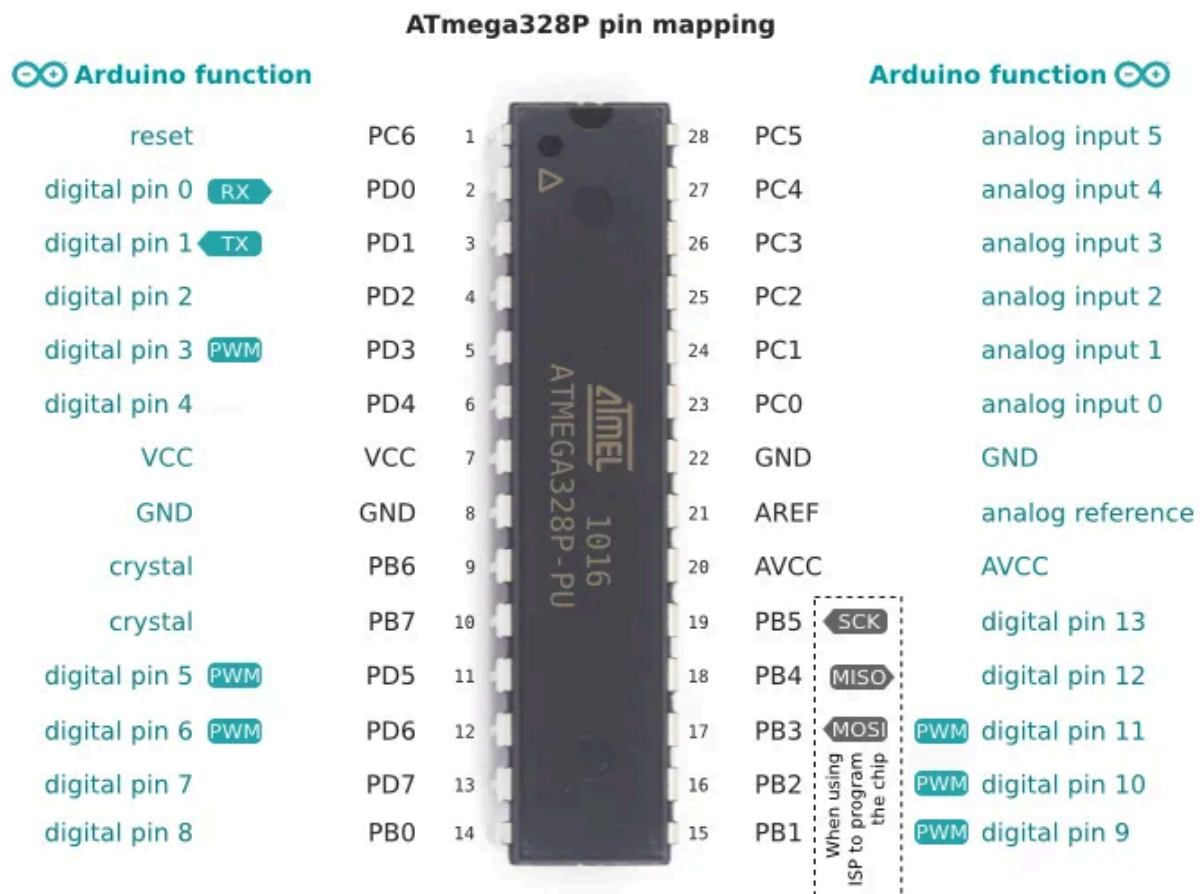 ATmega328P pin mapping
Arduino function Arduino function
reset PC6 1 28 PC5 analog input 5
digital pin 0 RX PD0 2 27 PC4 analog input 4
digital pin 1 TX PD1 3 26 PC3 analog input 3
digital pin 2 PD2 4 25 PC2 analog input 2
digital pin 3 PWM PD3 5 24 PC1 analog input 1
digital pin 4 PD4 6 23 PC0 analog input 0
VCC VCC 7 22 GND GND
GND GND 8 21 AREF analog reference
crystal PB6 9 20 AVCC AVCC
crystal PB7 10 19 PB5 SCK digital pin 13
digital pin 5 PWM PD5 11 18 PB4 MISO digital pin 12
digital pin 6 PWM PD6 12 17 PB3 MOSI PWM digital pin 11
digital pin 7 PD7 13 16 PB2 PWM digital pin 10
digital pin 8 PB0 14 15 PB1 PWM digital pin 9
ATMEL 1016
ATMEGA328P-PU
When using
ISP to program
the chip